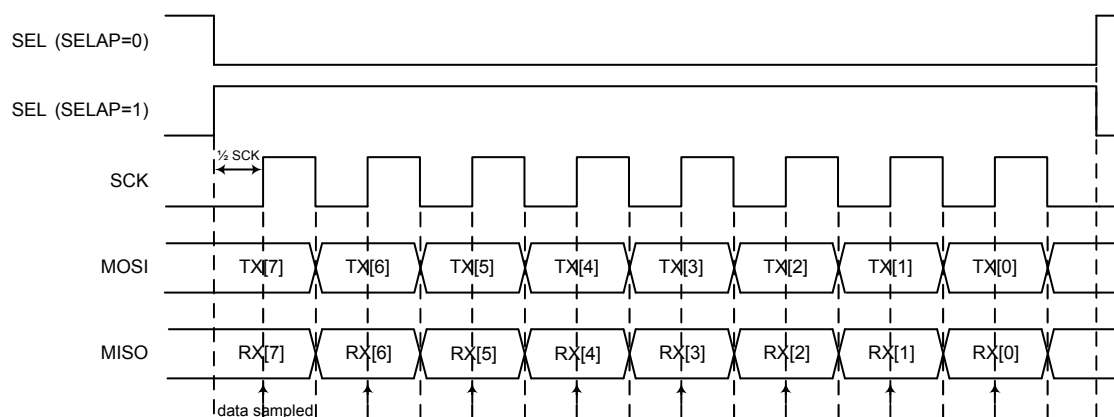 SEL (SELAP=0)
SEL (SELAP=1)
½ SCK
SCK
MOSI TX[7] TX[6] TX[5] TX[4] TX[3] TX[2] TX[1] TX[0]
MISO RX[7] RX[6] RX[5] RX[4] RX[3] RX[2] RX[1] RX[0]
data sampled